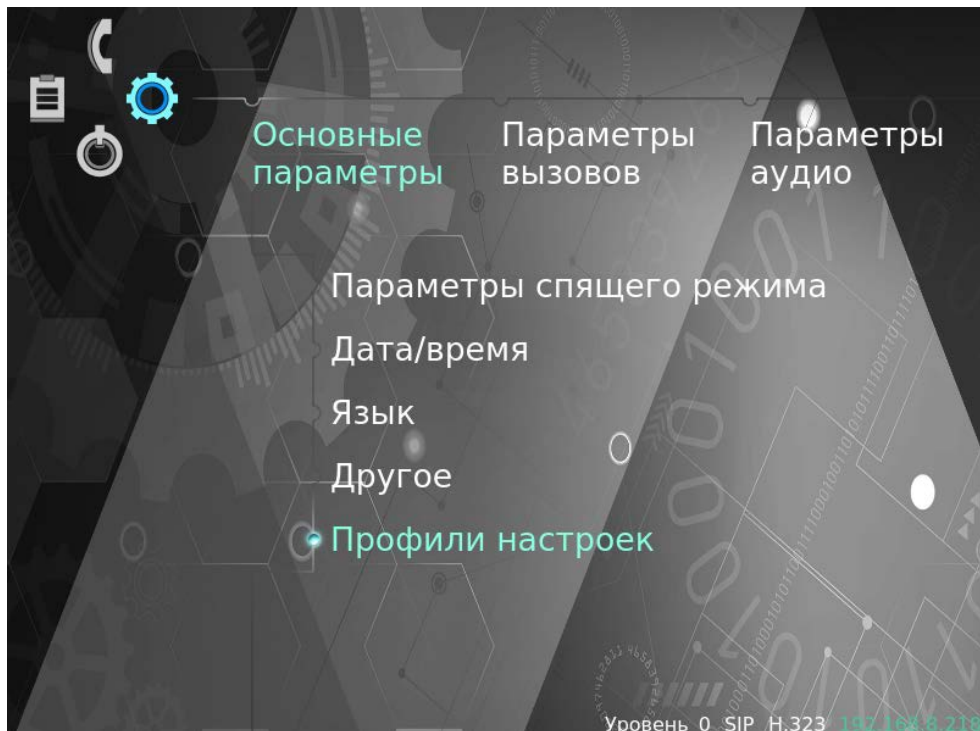 Основные параметры
Параметры вызовов
Параметры аудио
Параметры спящего режима
Дата/время
Язык
Другое
Профили настроек
Уровень 0 SIP H.323 192.168.8.218